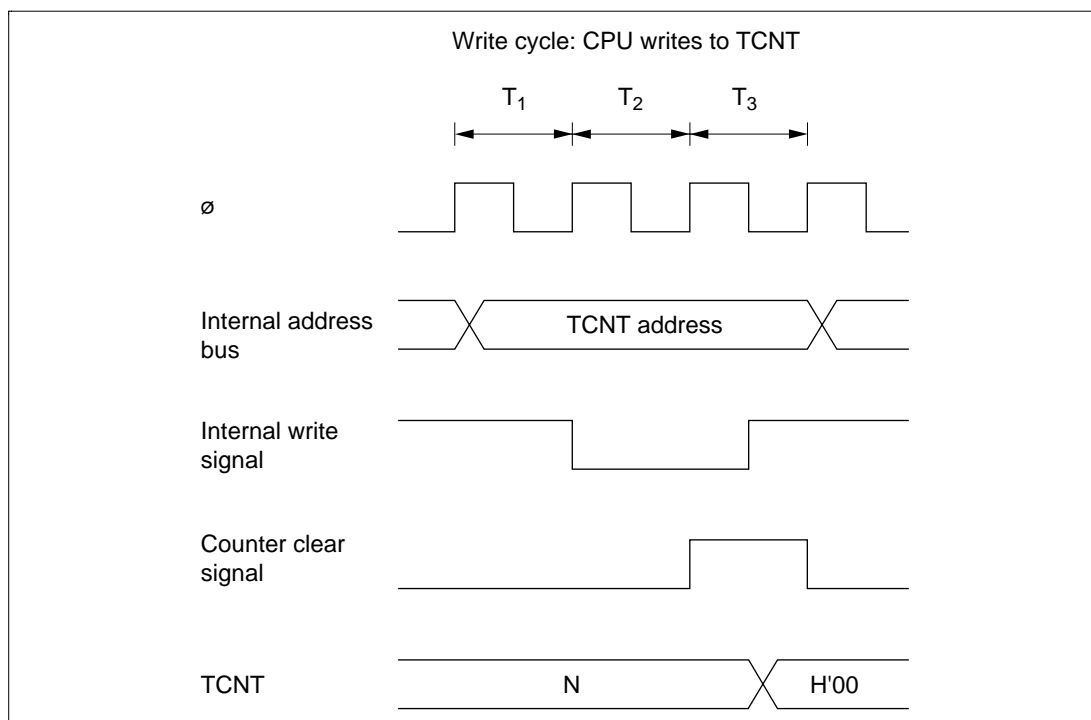 Write cycle: CPU writes to TCNT
T1 T2 T3
ø
Internal address
bus
TCNT address
Internal write
signal
Counter clear
signal
TCNT N H'00